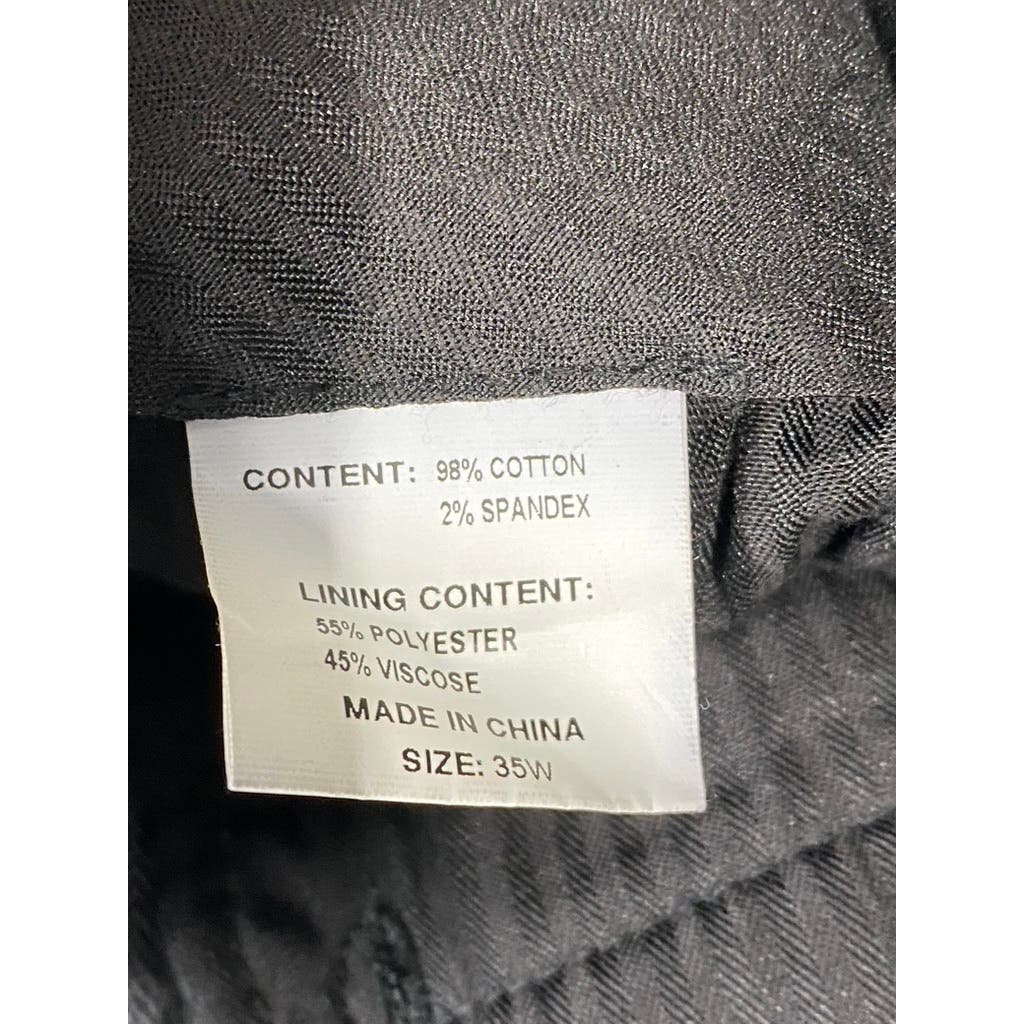 CONTENT: 98% COTTON
2% SPANDEX
LINING CONTENT:
55% POLYESTER
45% VISCOSE
MADE IN CHINA
SIZE: 35W